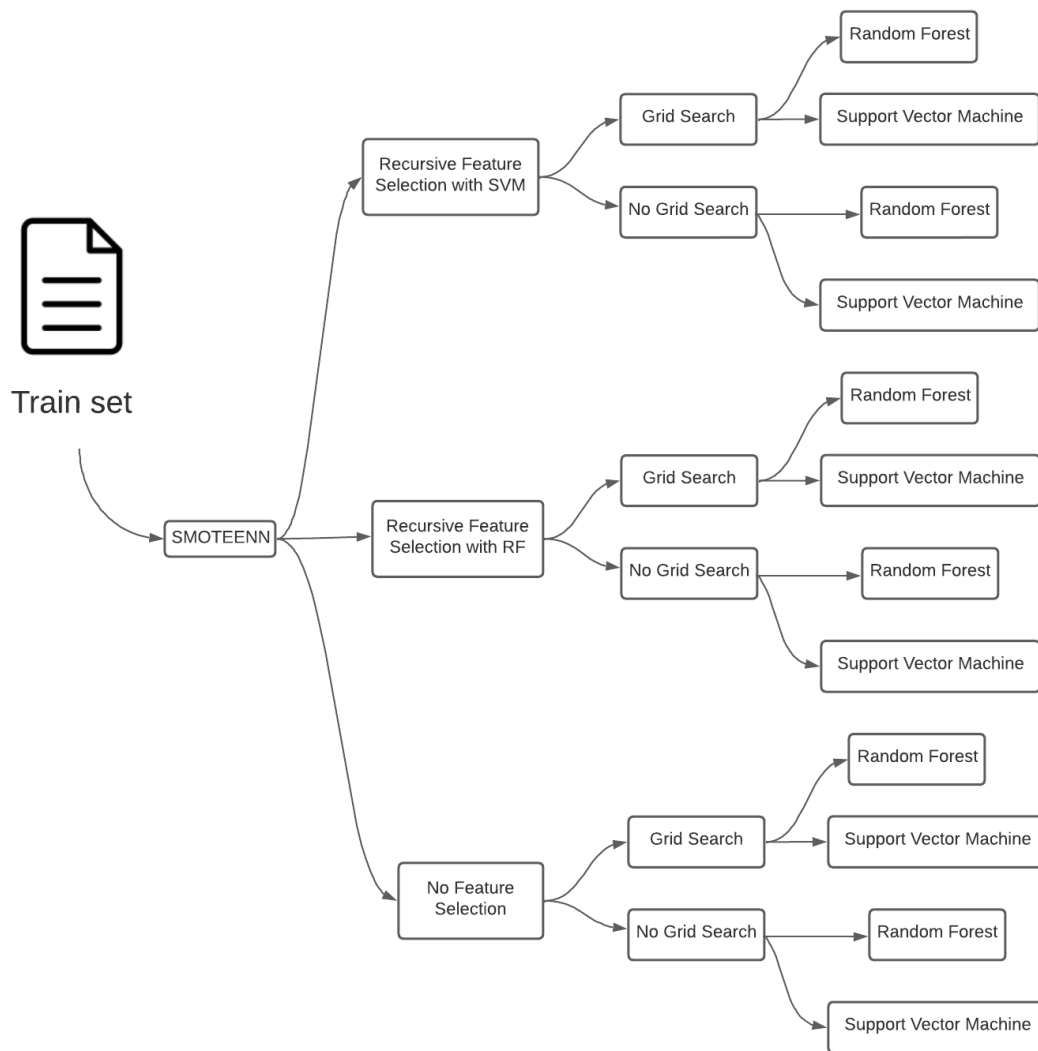 Random Forest
Grid Search
Support Vector Machine
Recursive Feature
Selection with SVM
No Grid Search
Random Forest
Support Vector Machine
Train set
Random Forest
Grid Search
Support Vector Machine
SMOTEENN
Recursive Feature
Selection with RF
No Grid Search
Random Forest
Support Vector Machine
Random Forest
Grid Search
Support Vector Machine
No Feature
Selection
No Grid Search
Random Forest
Support Vector Machine